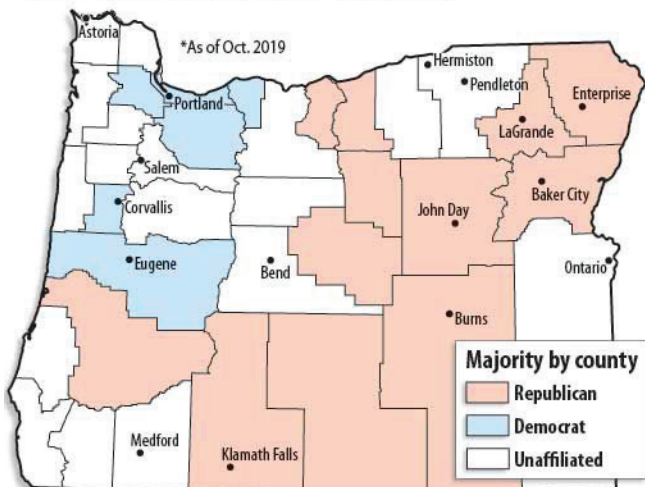 Astoria
*As of Oct. 2019
Hermiston
Pendleton
Portland
Enterprise
LaGrande
Salem
Baker City
Corvallis
John Day
Eugene
Bend
Ontario
Burns
Majority by county
Republican
Democrat
Unaffiliated
Medford
Klamath Falls